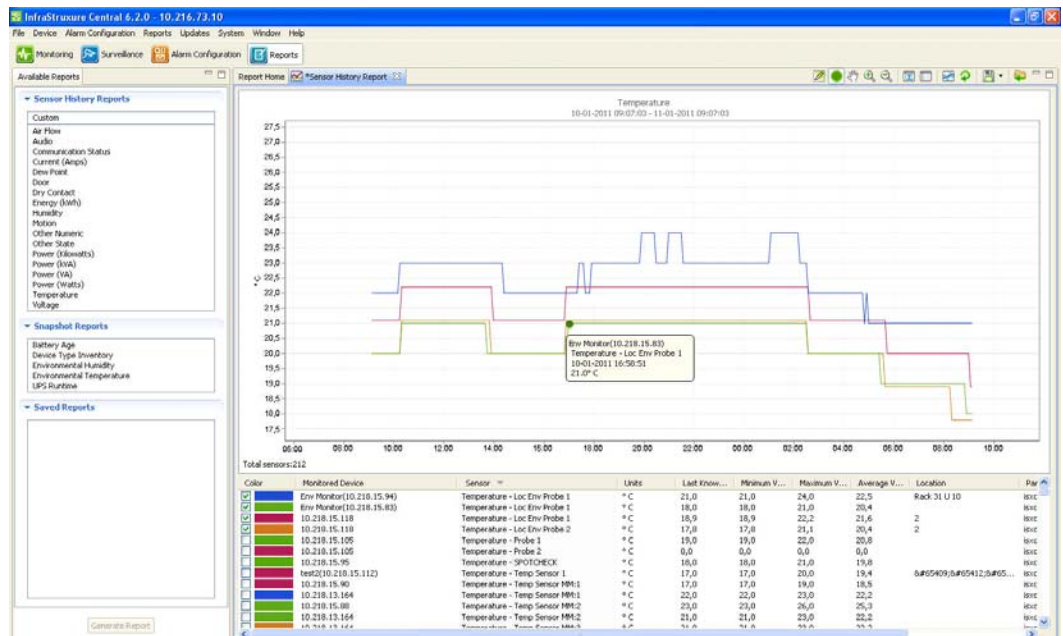 InfraStruxure Central 6.2.0 - 10.216.73.10
File Device Alarm Configuration Reports Updates System Window Help
Monitoring Surveillance Alarm Configuration Reports
Available Reports
Report Home *Sensor History Report
Sensor History Reports
Custom
Air Flow
Audio
Communication Status
Current (Amps)
Dew Point
Door
Dry Contact
Energy (kWh)
Humidity
Motion
Other Numeric
Other State
Power (Kilowatts)
Power (kVA)
Power (VA)
Power (Watts)
Temperature
Voltage
Snapshot Reports
Battery Age
Device Type Inventory
Environmental Humidity
Environmental Temperature
UPS Runtime
Saved Reports
Generate Report
Temperature
10-01-2011 09:07:03 - 11-01-2011 09:07:03
27,5
27,0
26,5
26,0
25,5
25,0
24,5
24,0
23,5
23,0
22,5
22,0
21,5
21,0
20,5
20,0
19,5
19,0
18,5
18,0
17,5
°C
Env Monitor(10.218.15.83)
Temperature - Loc Env Probe 1
10-01-2011 16:58:51
21.0° C
06:00 08:00 10:00 12:00 14:00 16:00 18:00 20:00 22:00 00:00 02:00 04:00 06:00 08:00 10:00
Total sensors:212
Color Monitored Device Sensor Units Last Know... Minimum V... Maximum V... Average V... Location Par
Env Monitor(10.218.15.94) Temperature - Loc Env Probe 1 ° C 21,0 21,0 24,0 22,5 Rack 31 U 10 isxc
Env Monitor(10.218.15.83) Temperature - Loc Env Probe 1 ° C 18,0 18,0 21,0 20,4 isxc
10.218.15.118 Temperature - Loc Env Probe 1 ° C 18,9 18,9 22,2 21,6 2 isxc
10.218.15.118 Temperature - Loc Env Probe 2 ° C 17,8 17,8 21,1 20,4 2 isxc
10.218.15.105 Temperature - Probe 1 ° C 19,0 19,0 22,0 20,8 isxc
10.218.15.105 Temperature - Probe 2 ° C 0,0 0,0 0,0 0,0 isxc
10.218.15.95 Temperature - SPOTCHECK ° C 18,0 18,0 21,0 19,8 isxc
test2(10.218.15.112) Temperature - Temp Sensor 1 ° C 17,0 17,0 20,0 19,4 &#65409;&#65412;&#65... isxc
10.218.15.90 Temperature - Temp Sensor MM:1 ° C 17,0 17,0 19,0 18,5 isxc
10.218.13.164 Temperature - Temp Sensor MM:1 ° C 22,0 22,0 23,0 22,2 isxc
10.218.15.88 Temperature - Temp Sensor MM:2 ° C 23,0 23,0 26,0 25,3 isxc
10.218.13.164 Temperature - Temp Sensor MM:2 ° C 21,0 21,0 23,0 22,2 isxc